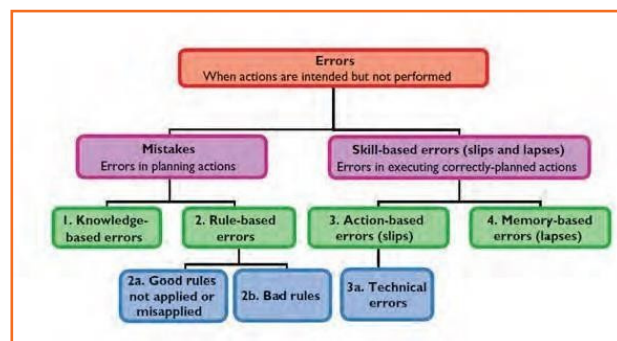 Errors
When actions are intended but not performed
Mistakes
Errors in planning actions
Skill-based errors (slips and lapses)
Errors in executing correctly-planned actions
1. Knowledge-
based errors
2. Rule-based
errors
3. Action-based
errors (slips)
4. Memory-based
errors (lapses)
2a. Good rules
not applied or
misapplied
2b. Bad rules
3a. Technical
errors